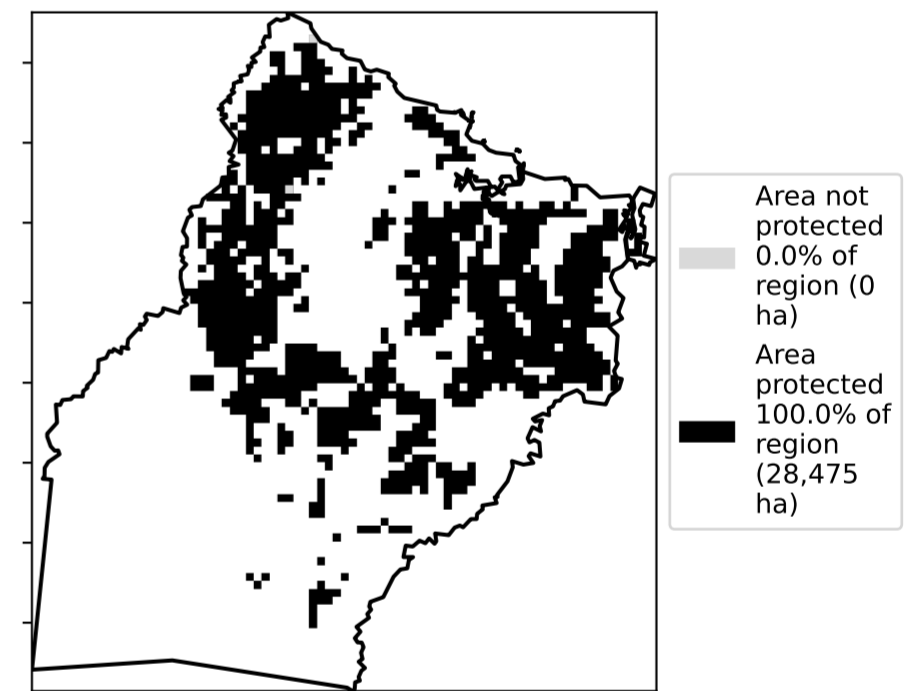 Area not
protected
0.0% of
region (0
ha)
Area
protected
100.0% of
region
(28,475
ha)